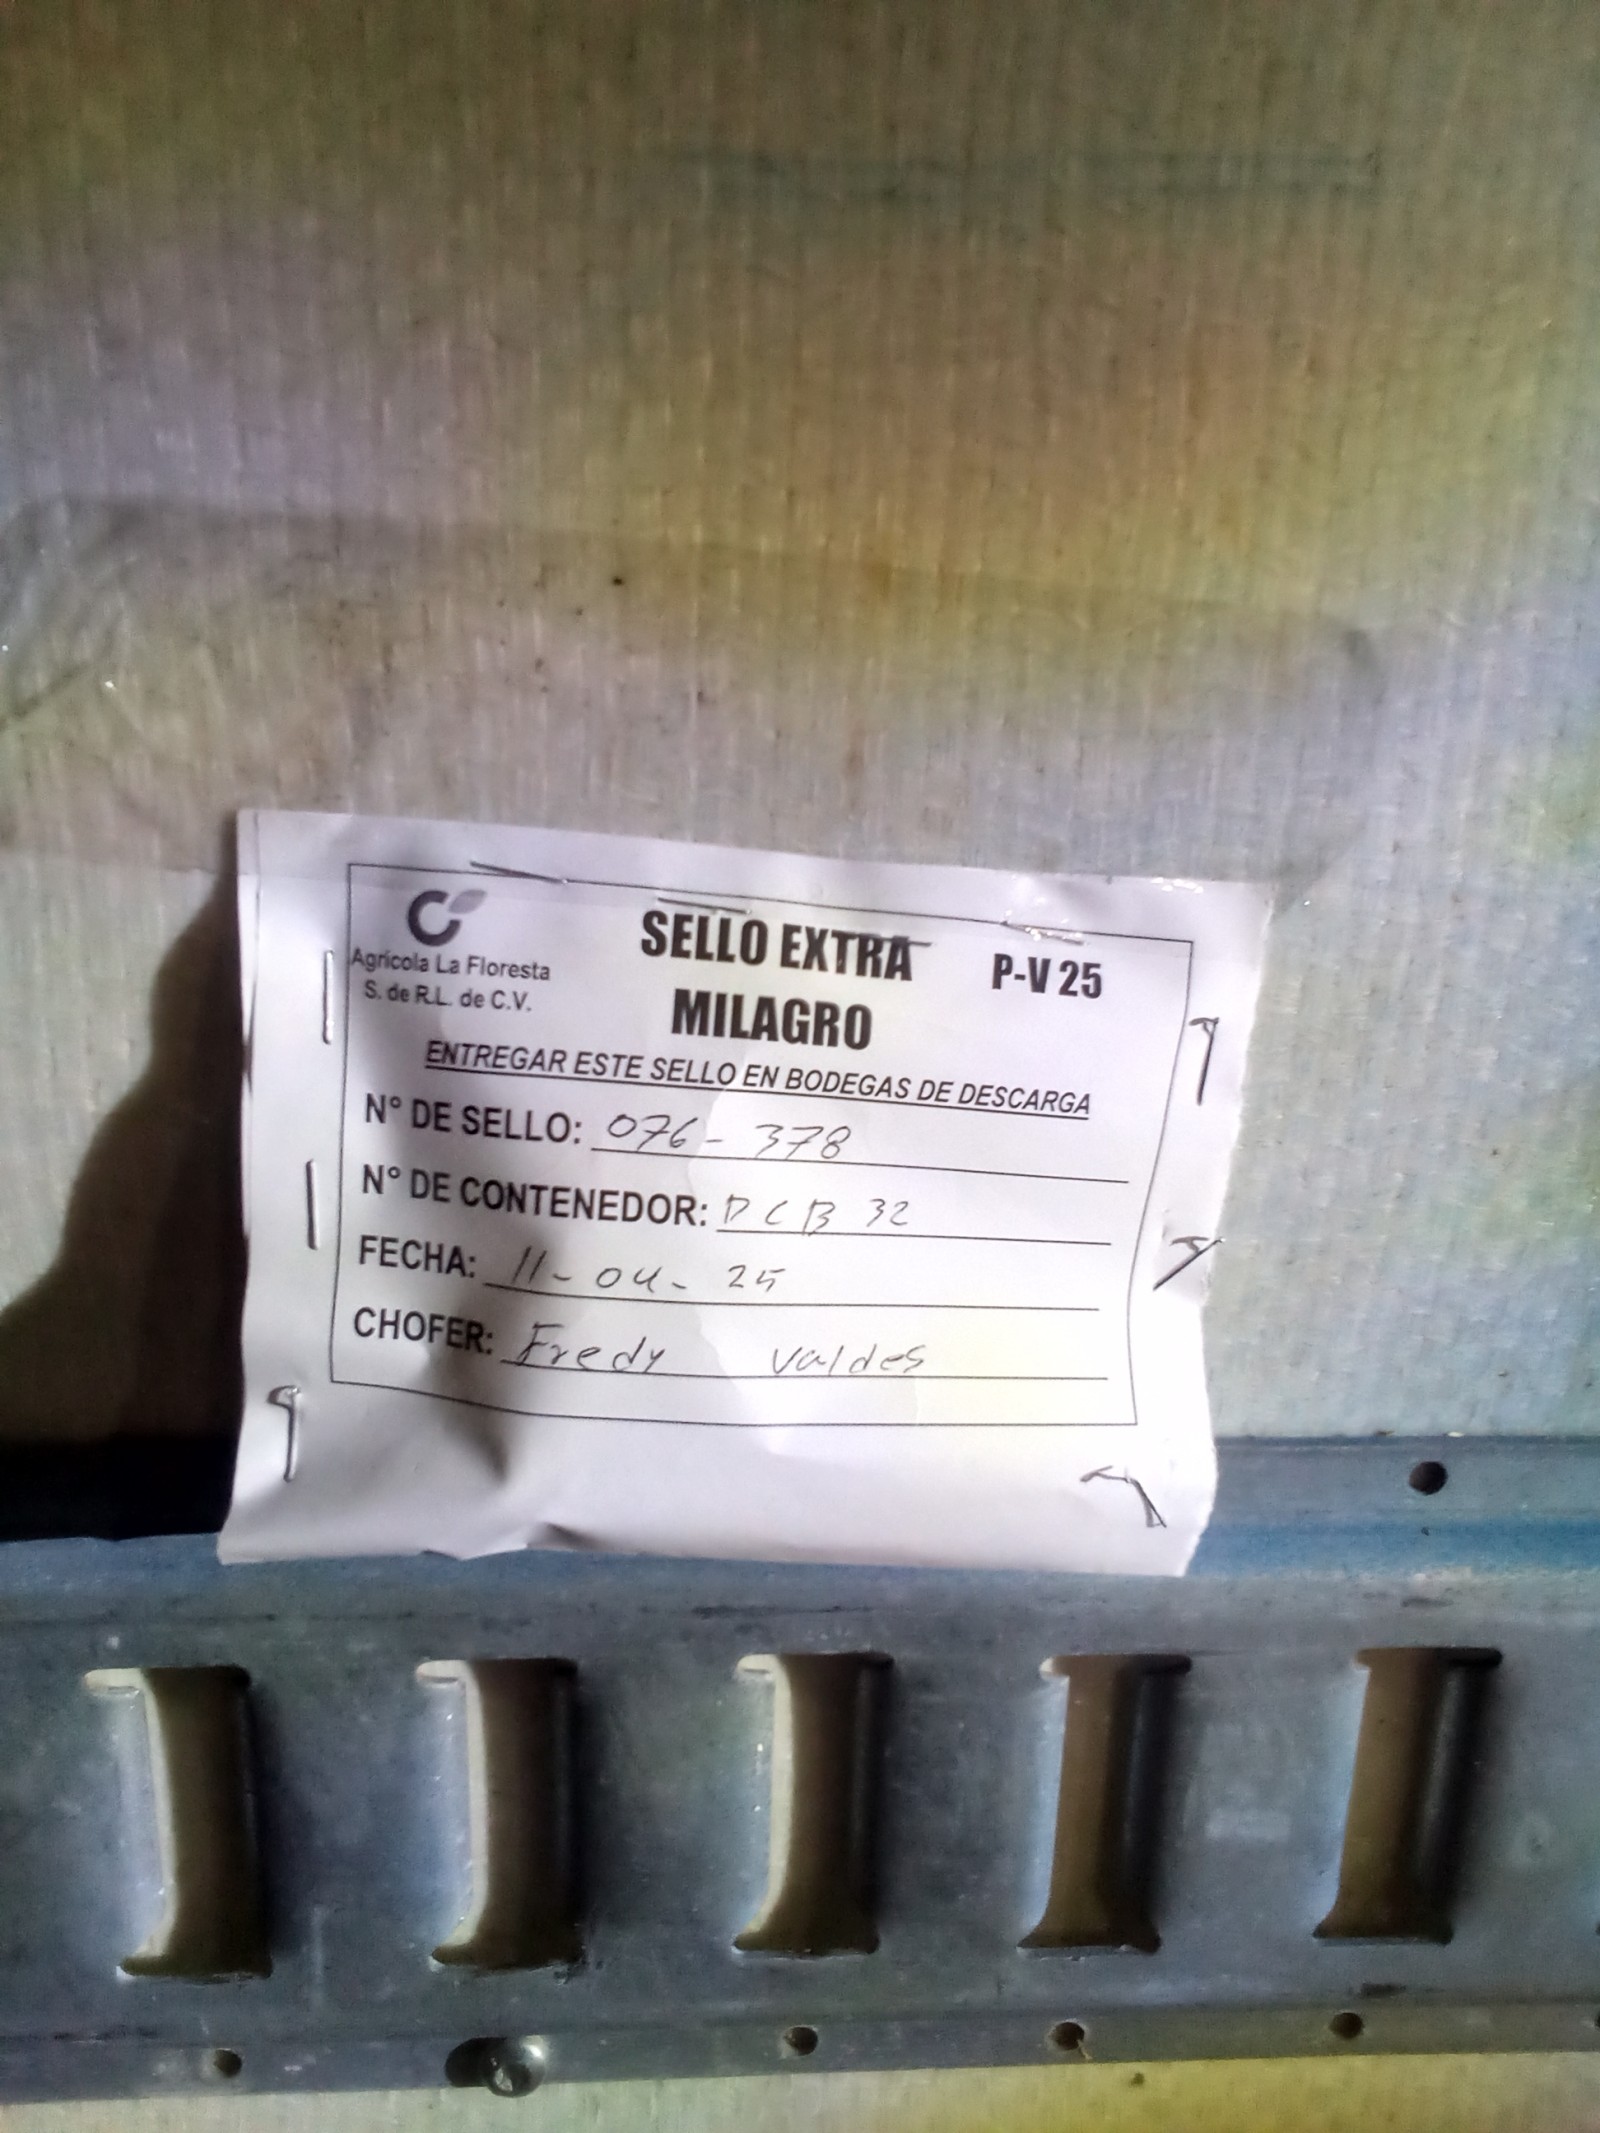 Agrícola La Floresta
S. de R.L. de C.V.
SELLO EXTRA
MILAGRO
P-V 25
ENTREGAR ESTE SELLO EN BODEGAS DE DESCARGA
N° DE SELLO: 076-378
N° DE CONTENEDOR: DCB 32
FECHA: 11-04-25
CHOFER: Fredy Valdes